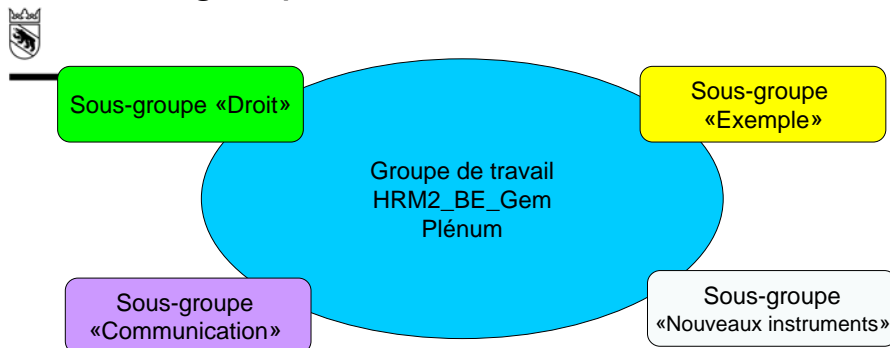 Sous-groupe «Droit»
Sous-groupe
«Exemple»
Groupe de travail
HRM2_BE_Gem
Plénum
Sous-groupe
«Communication»
Sous-groupe
«Nouveaux instruments»